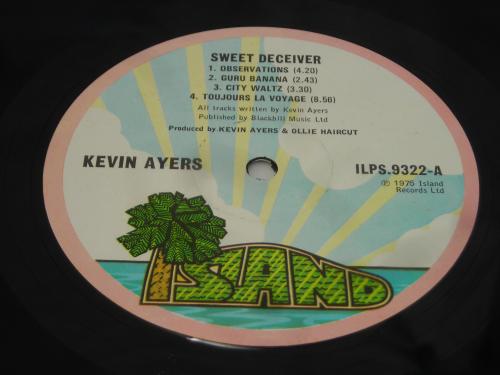 SWEET DECEIVER
1. OBSERVATIONS (4.20)
2. GURU BANANA (2.43)
3. CITY WALTZ (3.30)
4. TOUJOURS LA VOYAGE (8.56)
All tracks written by Kevin Ayers
Published by Blackhill Music Ltd
Produced by KEVIN AYERS & OLLIE HAIRCUT
KEVIN AYERS
ILPS.9322-A
℗ 1975 Island
Records Ltd
ISLAND